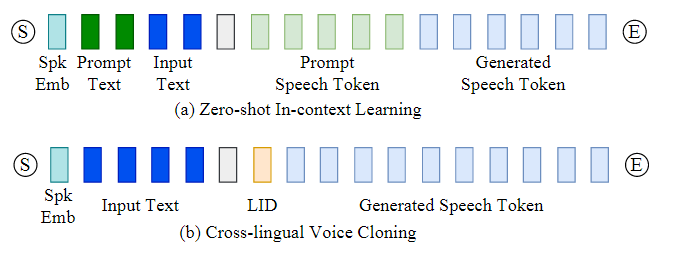 S E
Spk Prompt Input Prompt Generated
Emb Text Text Speech Token Speech Token
(a) Zero-shot In-context Learning
S E
Spk Input Text LID Generated Speech Token
Emb
(b) Cross-lingual Voice Cloning